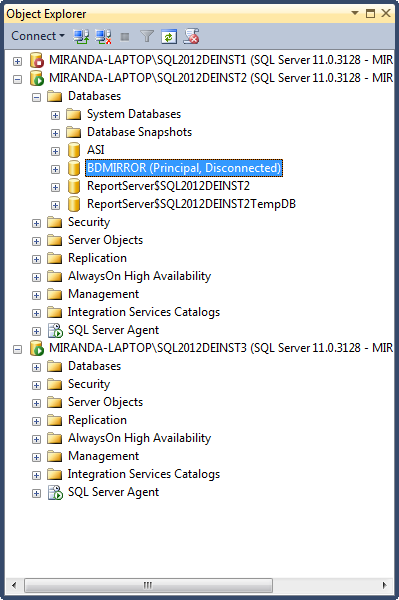 Object Explorer
Connect
MIRANDA-LAPTOP\SQL2012DEINST1 (SQL Server 11.0.3128 - MIR
MIRANDA-LAPTOP\SQL2012DEINST2 (SQL Server 11.0.3128 - MIR
Databases
System Databases
Database Snapshots
ASI
BDMIRROR (Principal, Disconnected)
ReportServer$SQL2012DEINST2
ReportServer$SQL2012DEINST2TempDB
Security
Server Objects
Replication
AlwaysOn High Availability
Management
Integration Services Catalogs
SQL Server Agent
MIRANDA-LAPTOP\SQL2012DEINST3 (SQL Server 11.0.3128 - MIR
Databases
Security
Server Objects
Replication
AlwaysOn High Availability
Management
Integration Services Catalogs
SQL Server Agent